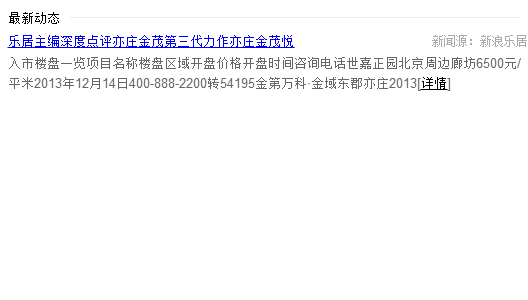 最新动态
乐居主编深度点评亦庄金茂第三代力作亦庄金茂悦 新闻源：新浪乐居
入市楼盘一览项目名称楼盘区域开盘价格开盘时间咨询电话世嘉正园北京周边廊坊6500元/
平米2013年12月14日400-888-2200转54195金第万科·金域东郡亦庄2013[详情]